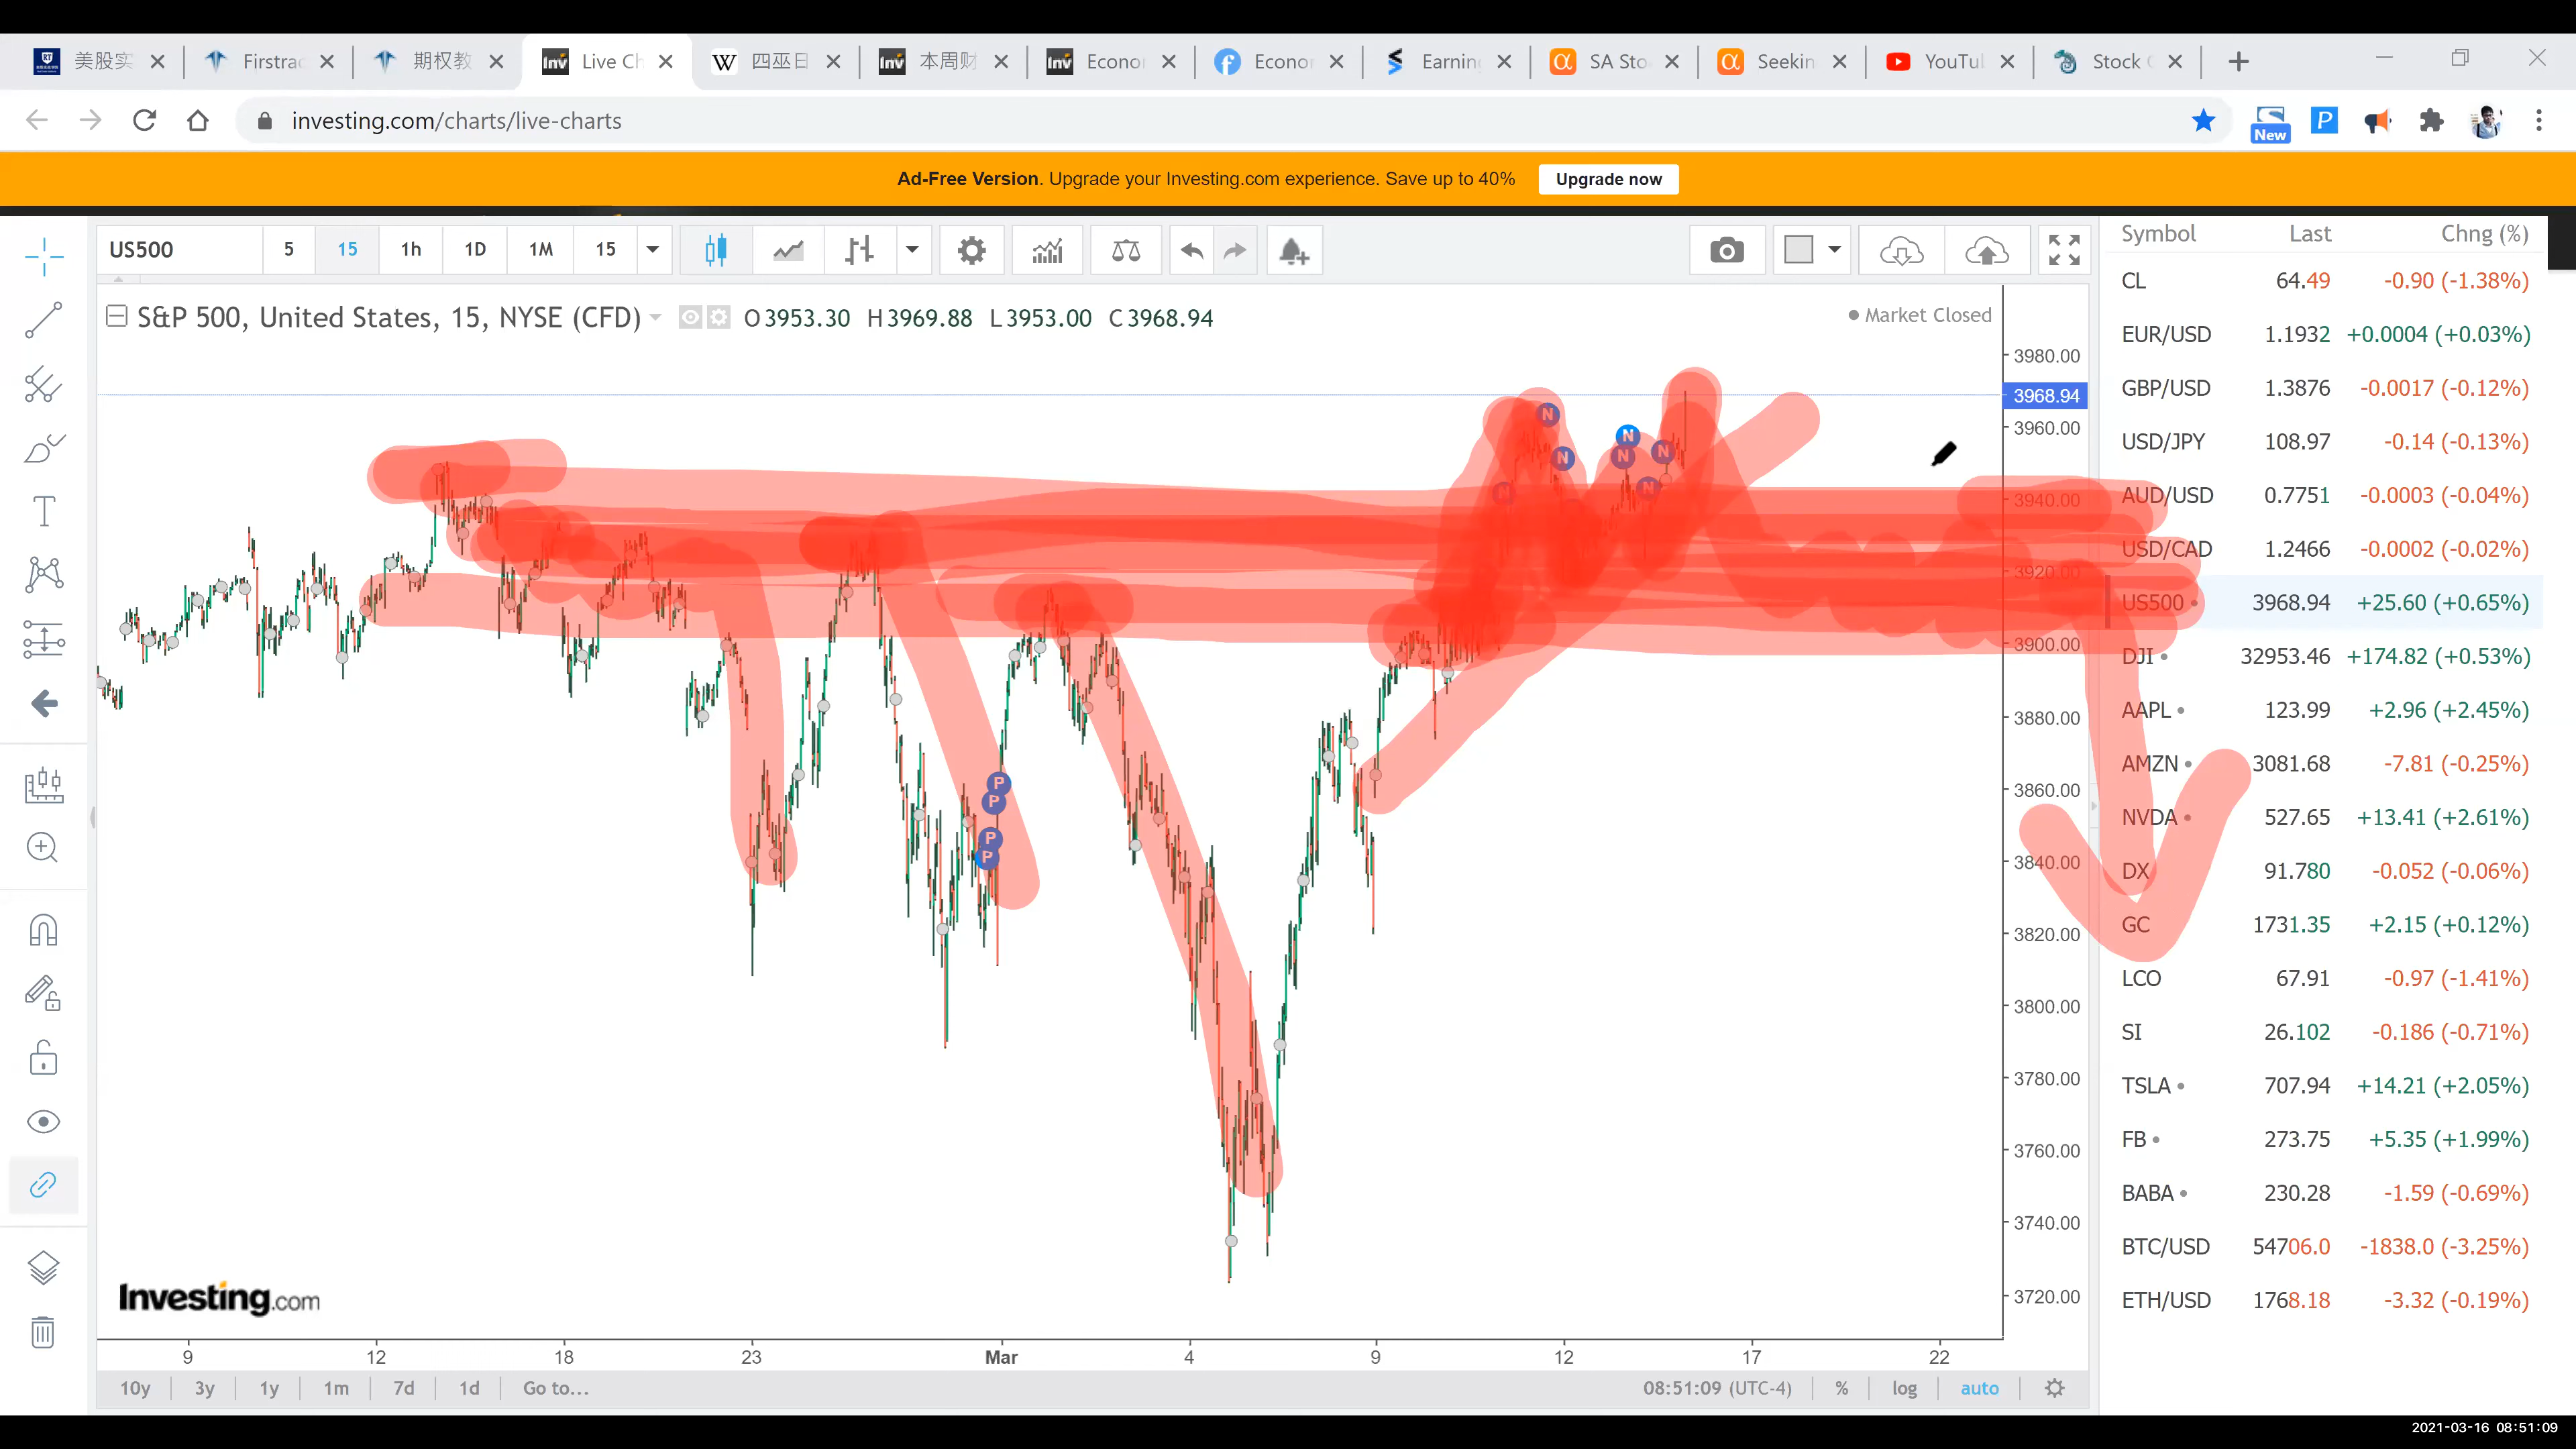 美股实 Firstrac 期权教 Live Ch 四巫日 本周财 Econo Econo Earnin SA Sto Seekin YouTu Stock
investing.com/charts/live-charts
New
Ad-Free Version. Upgrade your Investing.com experience. Save up to 40% Upgrade now
US500 5 15 1h 1D 1M 15
Symbol Last Chng (%)
S&P 500, United States, 15, NYSE (CFD) O3953.30 H3969.88 L3953.00 C3968.94
Market Closed
CL 64.49 -0.90 (-1.38%)
EUR/USD 1.1932 +0.0004 (+0.03%)
GBP/USD 1.3876 -0.0017 (-0.12%)
USD/JPY 108.97 -0.14 (-0.13%)
AUD/USD 0.7751 -0.0003 (-0.04%)
USD/CAD 1.2466 -0.0002 (-0.02%)
US500 3968.94 +25.60 (+0.65%)
DJI 32953.46 +174.82 (+0.53%)
AAPL 123.99 +2.96 (+2.45%)
AMZN 3081.68 -7.81 (-0.25%)
NVDA 527.65 +13.41 (+2.61%)
DX 91.780 -0.052 (-0.06%)
GC 1731.35 +2.15 (+0.12%)
LCO 67.91 -0.97 (-1.41%)
SI 26.102 -0.186 (-0.71%)
TSLA 707.94 +14.21 (+2.05%)
FB 273.75 +5.35 (+1.99%)
BABA 230.28 -1.59 (-0.69%)
BTC/USD 54706.0 -1838.0 (-3.25%)
ETH/USD 1768.18 -3.32 (-0.19%)
3980.00
3968.94
3960.00
3940.00
3920.00
3900.00
3880.00
3860.00
3840.00
3820.00
3800.00
3780.00
3760.00
3740.00
3720.00
N
N
N
N
N
N
N
P
P
P
P
Investing.com
9 12 18 23 Mar 4 9 12 17 22
10y 3y 1y 1m 7d 1d Go to... 08:51:09 (UTC-4) % log auto
2021-03-16 08:51:09